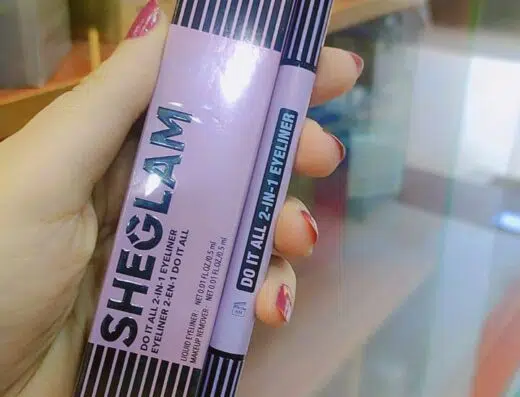 SHEGLAM
DO IT ALL 2-IN-1 EYELINER
EYELINER 2-EN-1 DO IT ALL
LIQUID EYELINER : NET 0.01 FL.OZ./0.5 ml
MAKEUP REMOVER : NET 0.01 FL.OZ./0.5 ml
DO IT ALL 2-IN-1 EYELINER